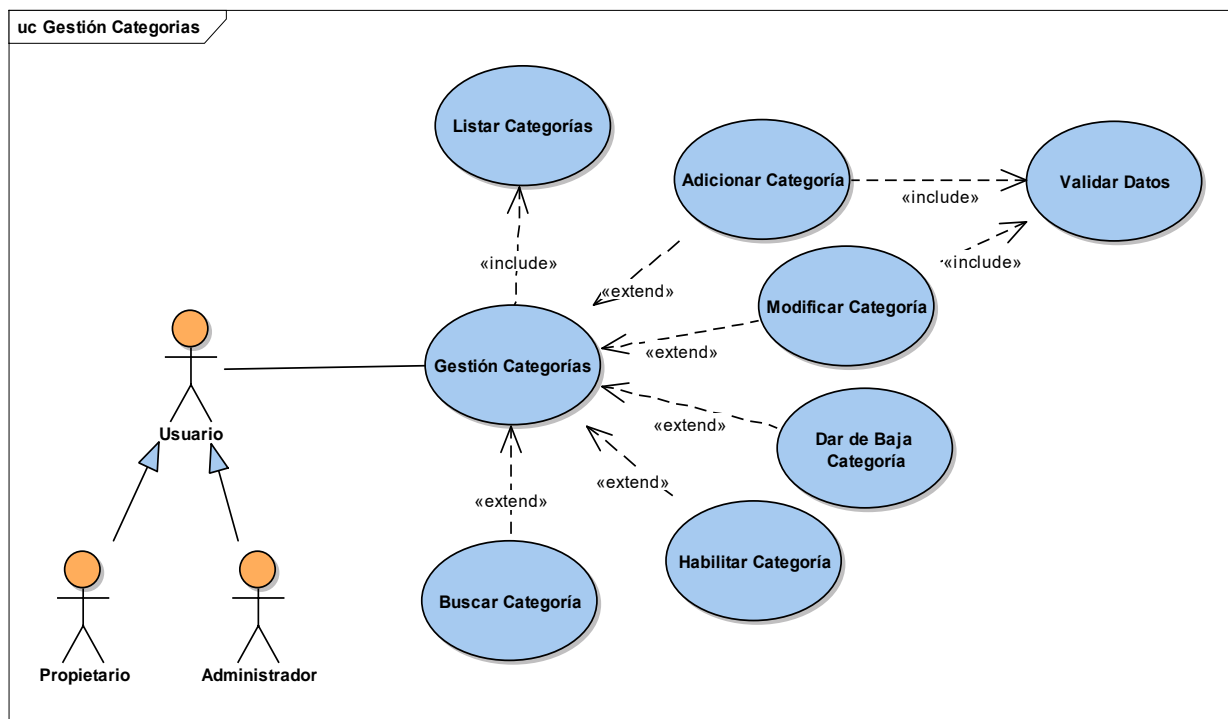 uc Gestión Categorias
Listar Categorías
Adicionar Categoría
Validar Datos
«include»
«include»
«extend»
Modificar Categoría
«include»
«extend»
Gestión Categorías
Usuario
Dar de Baja
Categoría
«extend»
«extend»
«extend»
Habilitar Categoría
Buscar Categoría
Propietario
Administrador